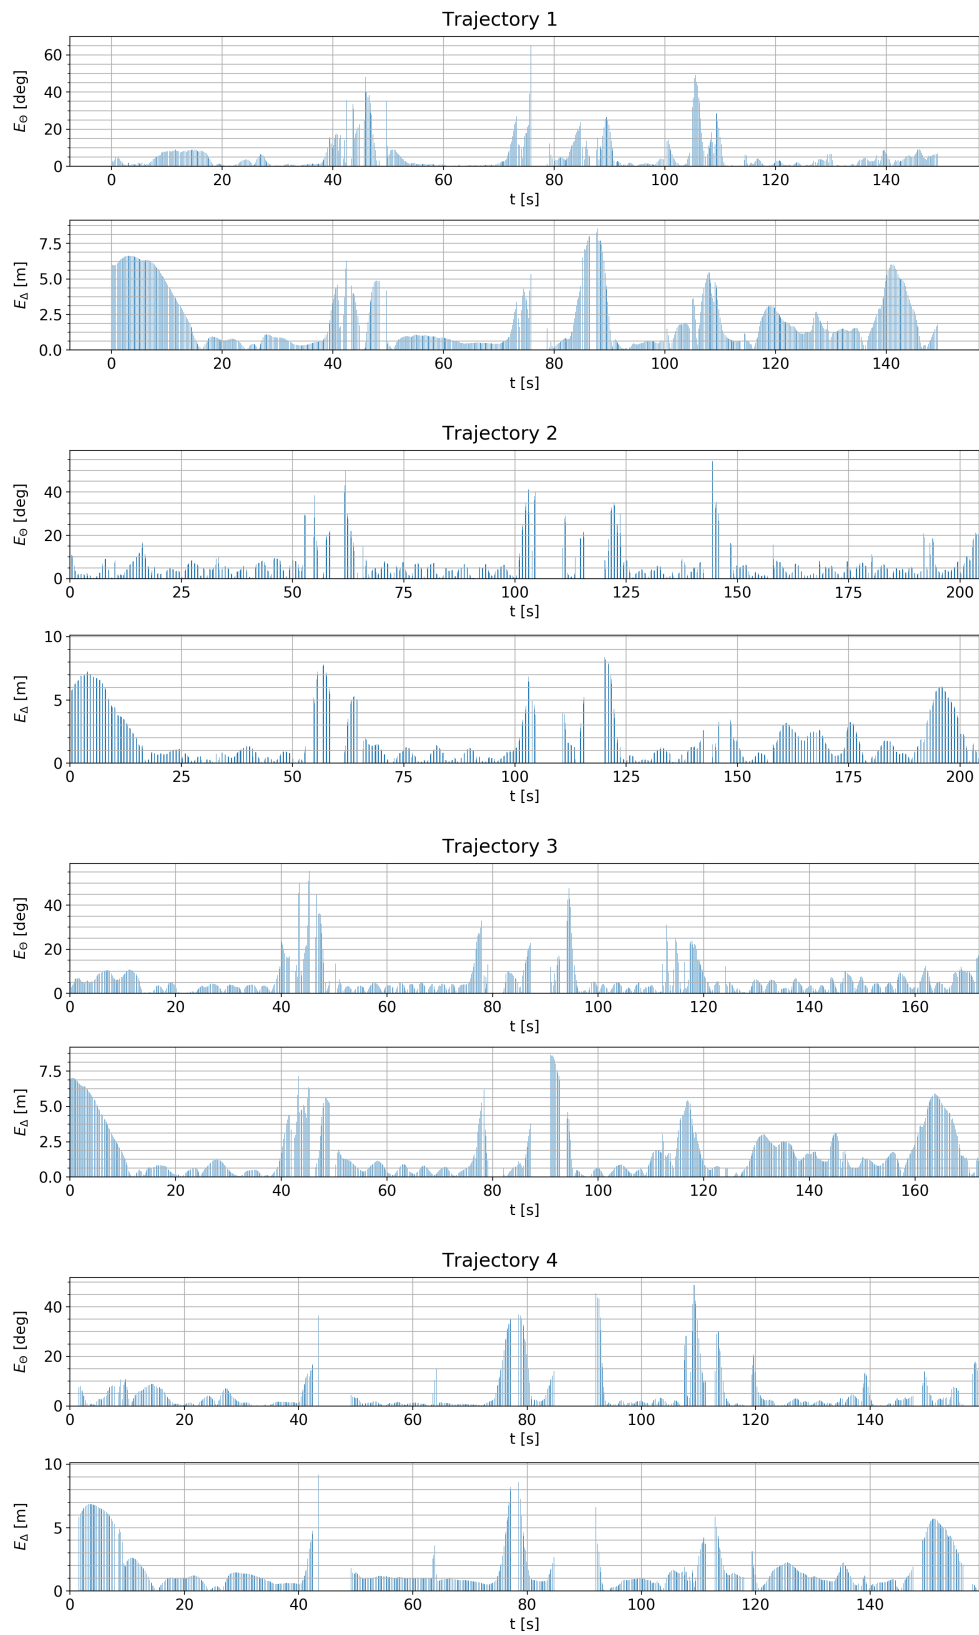 Trajectory 1
E_Θ [deg]
60
40
20
0
0 20 40 60 80 100 120 140
t [s]
E_Δ [m]
7.5
5.0
2.5
0.0
0 20 40 60 80 100 120 140
t [s]
Trajectory 2
E_Θ [deg]
40
20
0
0 25 50 75 100 125 150 175 200
t [s]
E_Δ [m]
10
5
0
0 25 50 75 100 125 150 175 200
t [s]
Trajectory 3
E_Θ [deg]
40
20
0
0 20 40 60 80 100 120 140 160
t [s]
E_Δ [m]
7.5
5.0
2.5
0.0
0 20 40 60 80 100 120 140 160
t [s]
Trajectory 4
E_Θ [deg]
40
20
0
0 20 40 60 80 100 120 140
t [s]
E_Δ [m]
10
5
0
0 20 40 60 80 100 120 140
t [s]